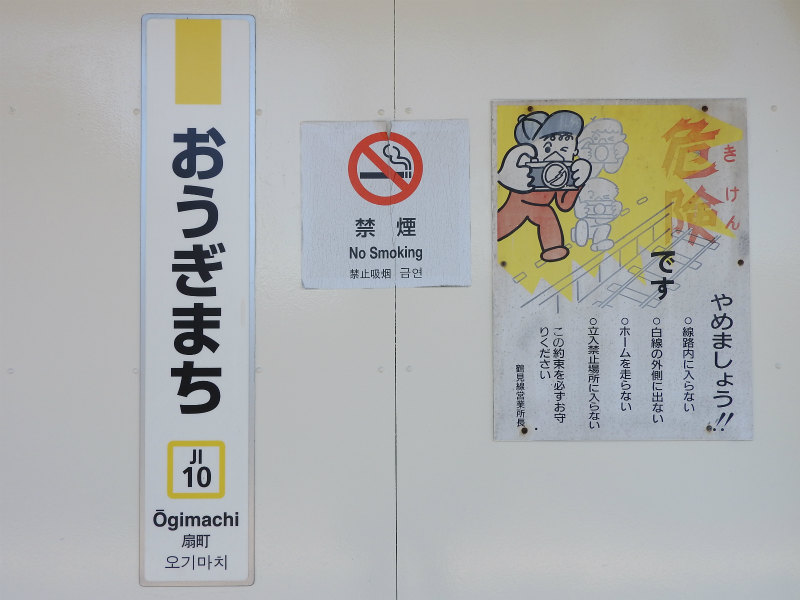 おうぎまち
JI
10
Ōgimachi
扇町
오기마치
禁煙
No Smoking
禁止吸烟 금연
危険
きけん
です
やめましょう!!
○線路内に入らない
○白線の外側に出ない
○ホームを走らない
○立入禁止場所に入らない
この約束を必ずお守
りください
鶴見線営業所長